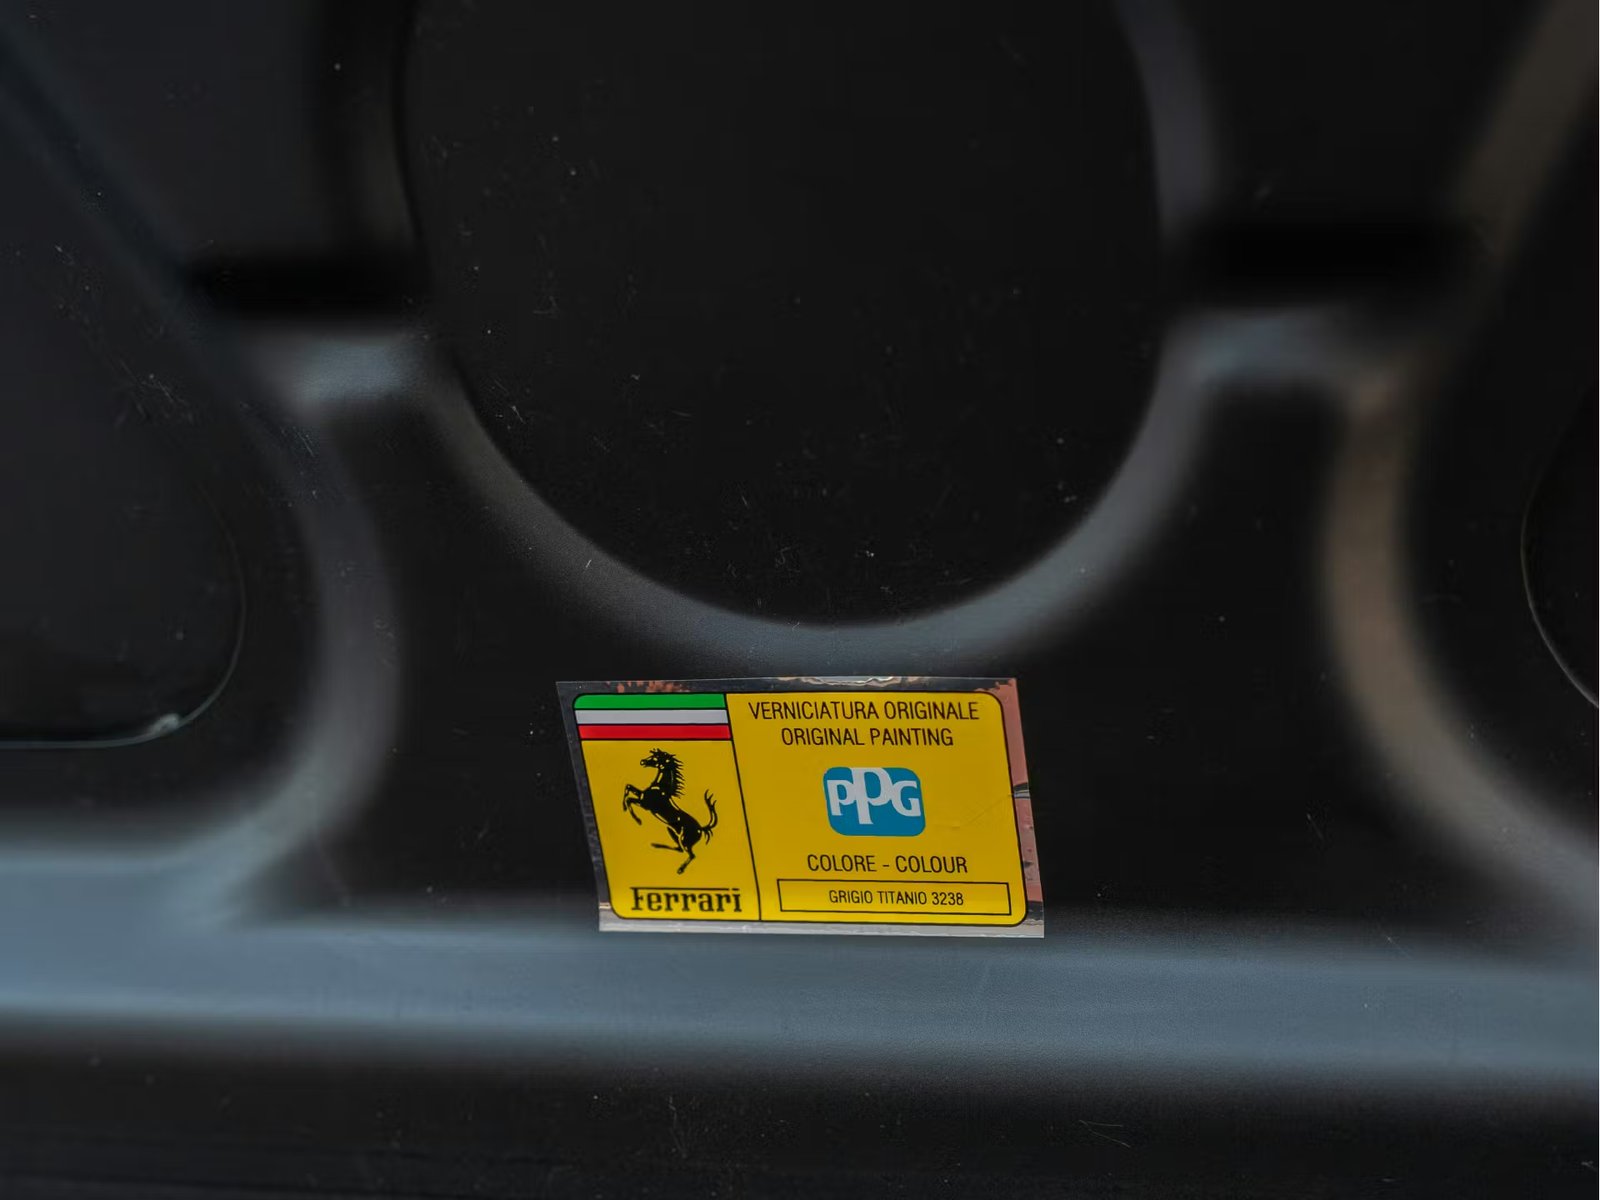 VERNICIATURA ORIGINALE
ORIGINAL PAINTING
PPG
COLORE - COLOUR
GRIGIO TITANIO 3238
Ferrari